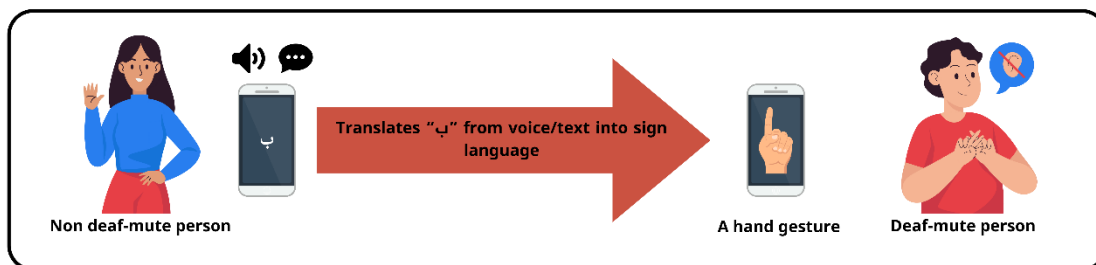 ب
Translates “ب” from voice/text into sign
language
Non deaf-mute person
A hand gesture
Deaf-mute person